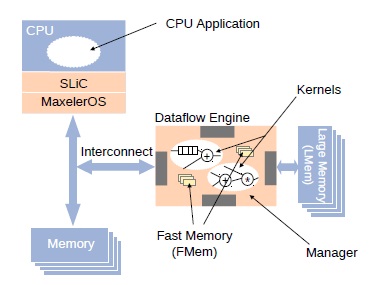 CPU
CPU Application
SLiC
MaxelerOS
Kernels
Dataflow Engine
Interconnect
+
+
*
Large Memory
(LMem)
Memory
Fast Memory
(FMem)
Manager